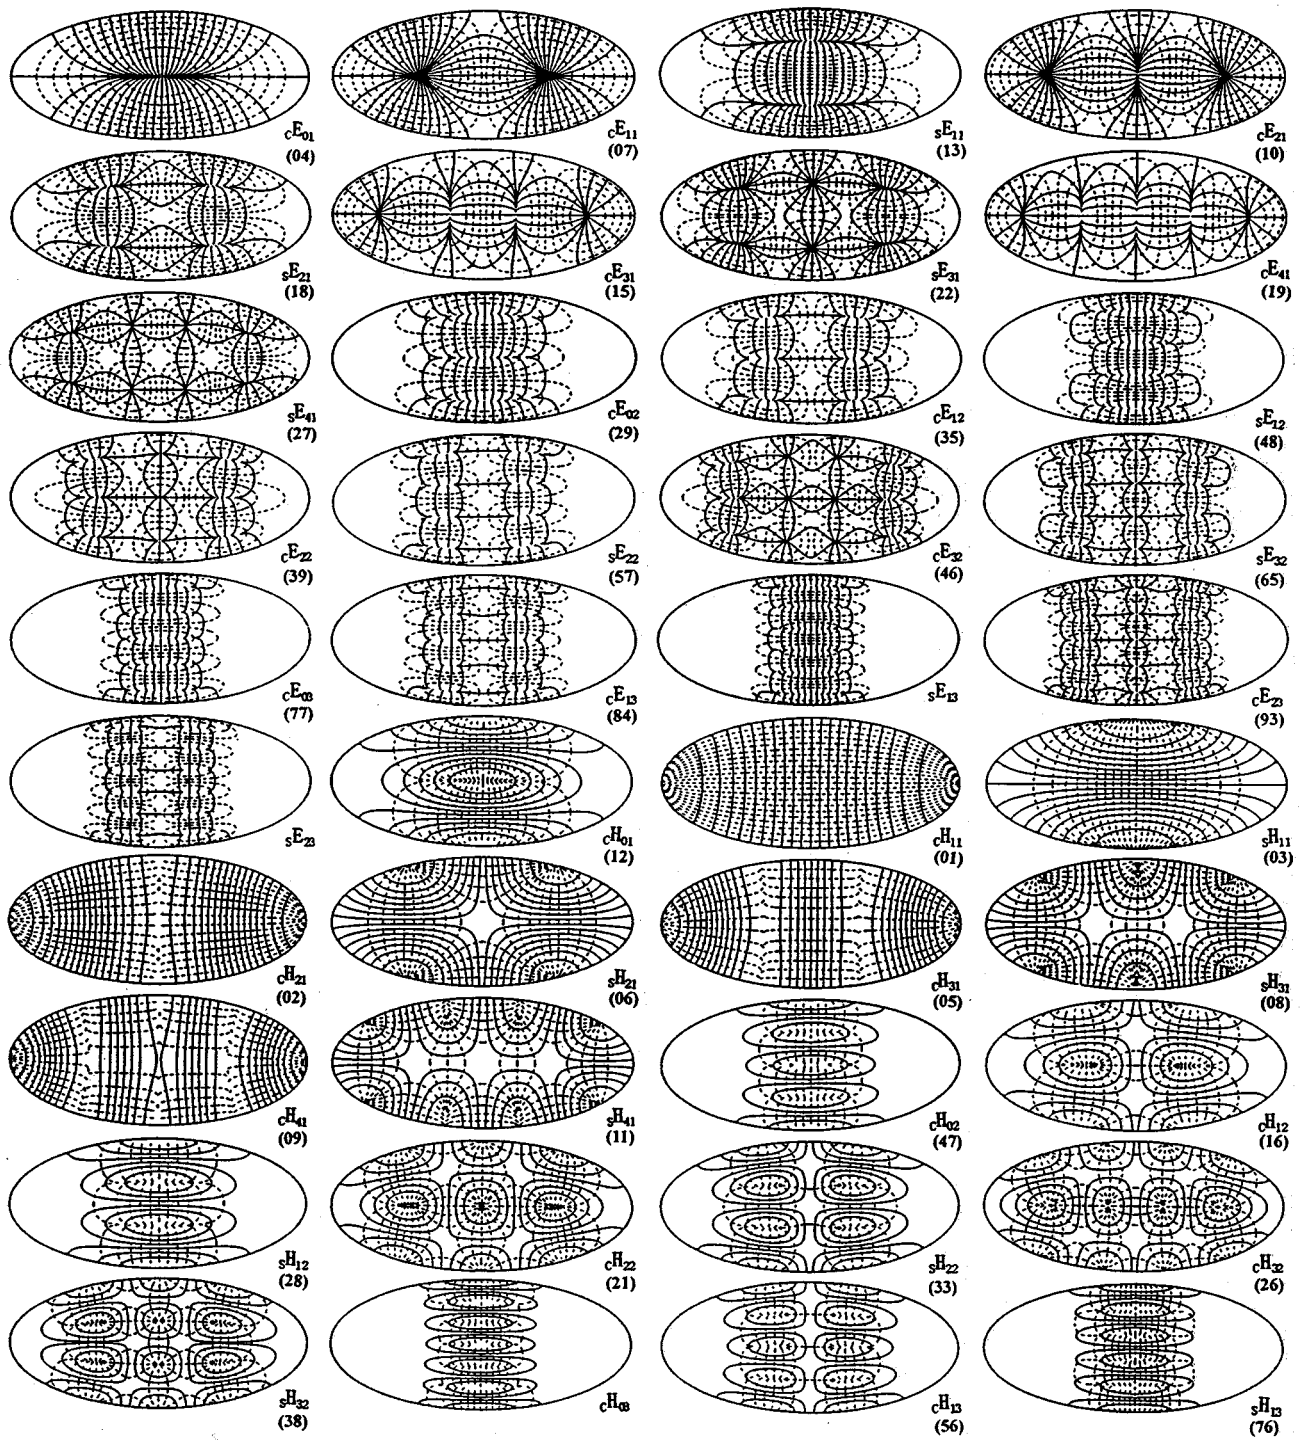 cE01
(04)
cE11
(07)
sE11
(13)
cE21
(10)
sE21
(18)
cE31
(15)
sE31
(22)
cE41
(19)
sE41
(27)
cE02
(29)
cE12
(35)
sE12
(48)
cE22
(39)
sE22
(57)
cE32
(46)
sE32
(65)
cE03
(77)
cE13
(84)
sE13
cE23
(93)
sE23
cH01
(12)
cH11
(01)
sH11
(03)
cH21
(02)
sH21
(06)
cH31
(05)
sH31
(08)
cH41
(09)
sH41
(11)
cH02
(47)
cH12
(16)
sH12
(28)
cH22
(21)
sH22
(33)
cH32
(26)
sH32
(38)
cH03
cH13
(56)
sH13
(76)